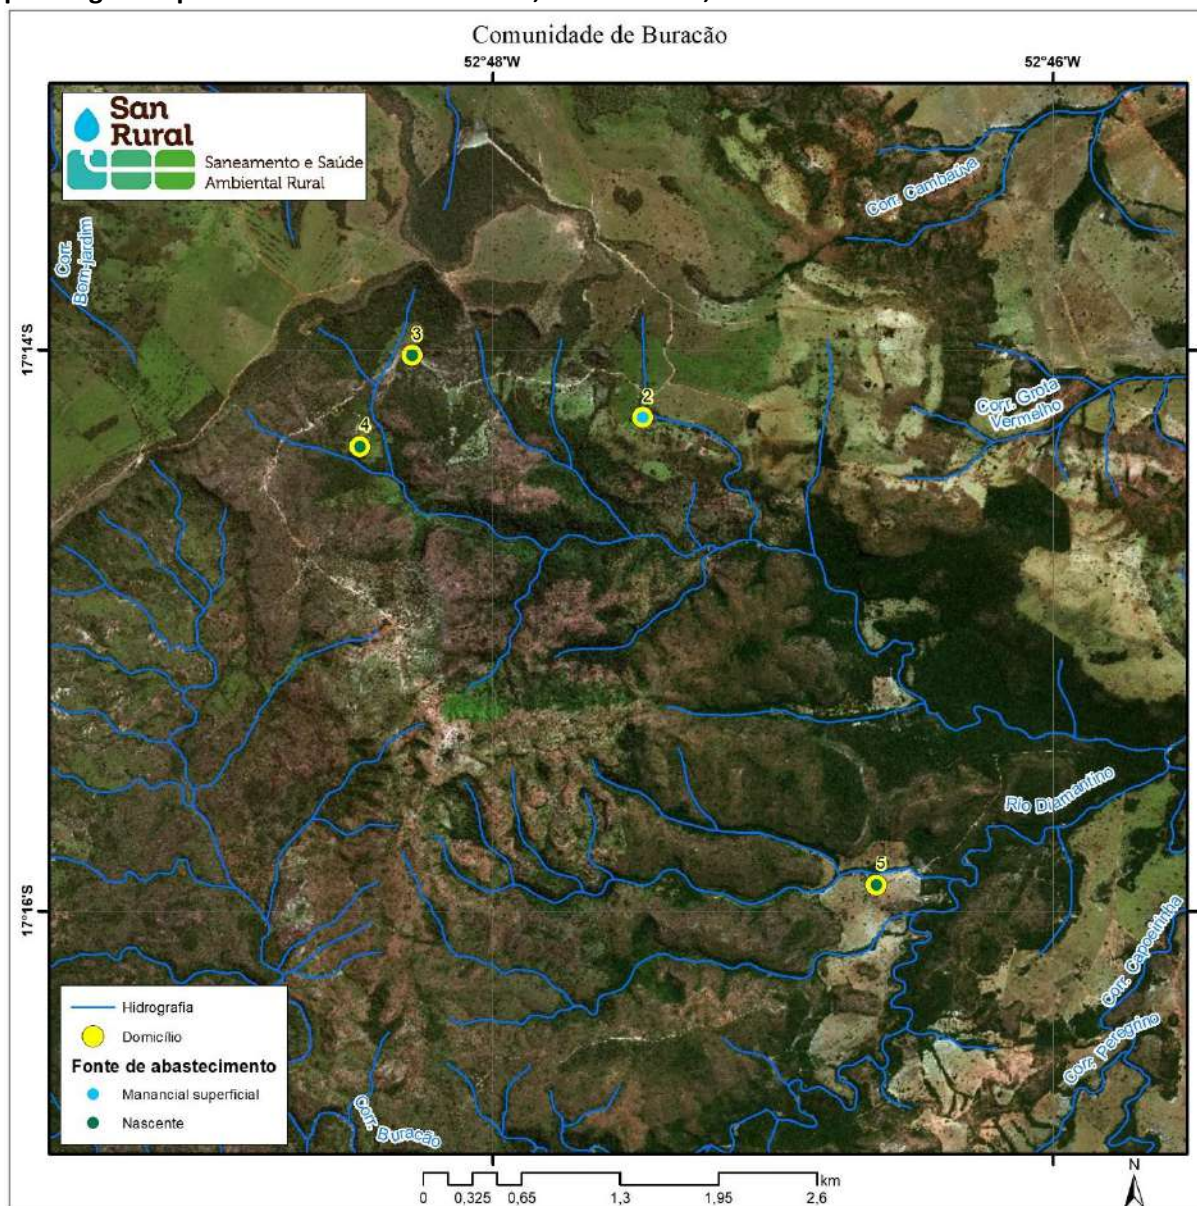 Comunidade de Buracão
52°48'W
52°46'W
San
Rural
Saneamento e Saúde
Ambiental Rural
Corr. Cambaúva
Corr.
Bom-jardim
17°14'S
3
2
4
Corr. Grota
Vermelho
Rio Diamantino
5
17°16'S
Corr. Capoeirinha
Corr. Peregrino
Corr. Buracão
Hidrografia
Domicílio
Fonte de abastecimento
Manancial superficial
Nascente
0 0,325 0,65 1,3 1,95 2,6
km
N